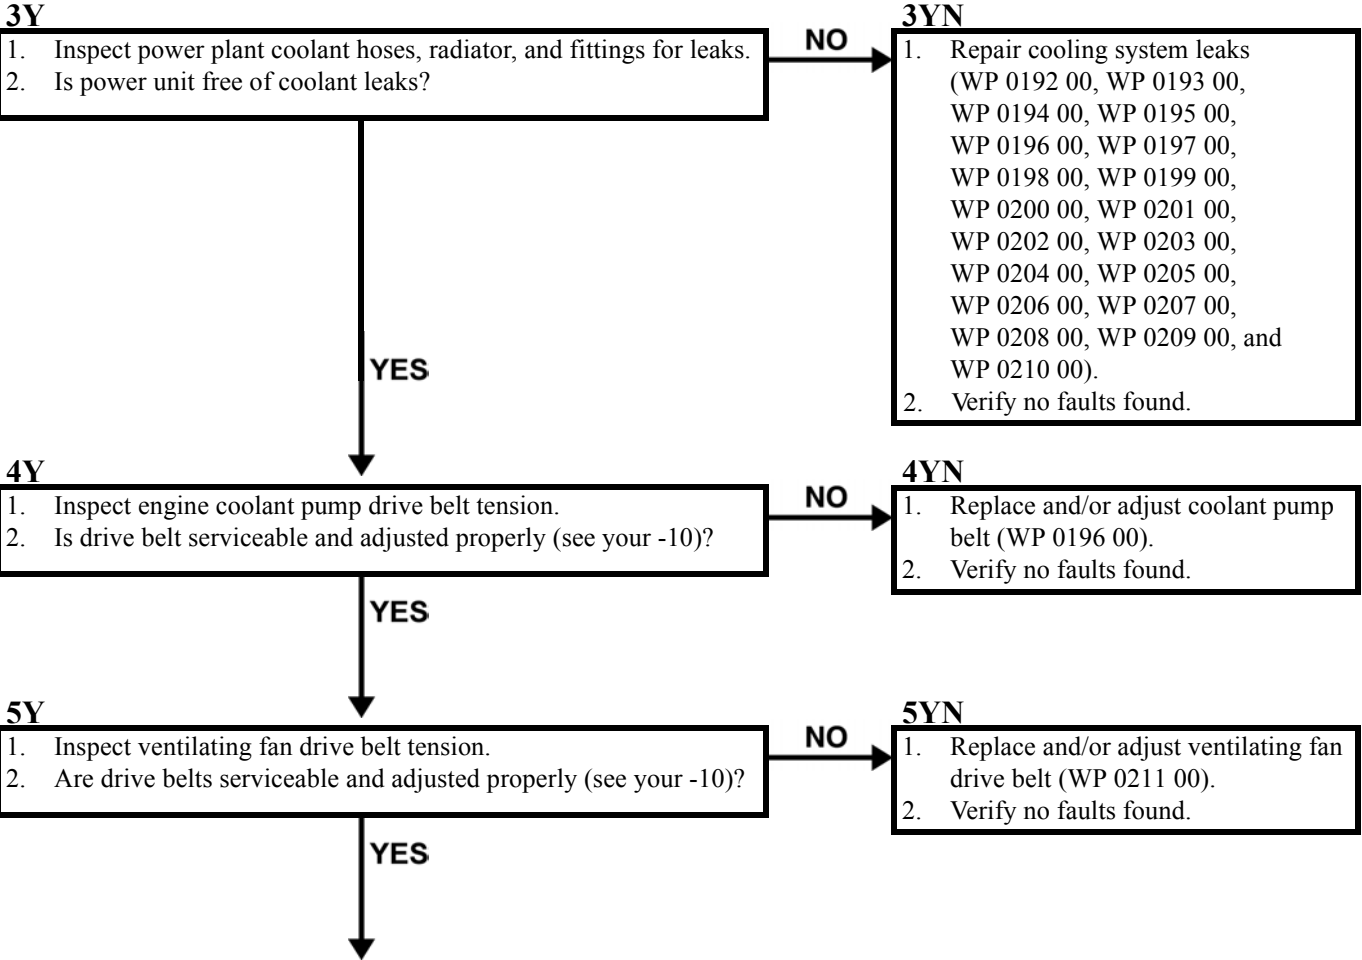 3Y
1. Inspect power plant coolant hoses, radiator, and fittings for leaks.
2. Is power unit free of coolant leaks?
NO
3YN
1. Repair cooling system leaks
(WP 0192 00, WP 0193 00,
WP 0194 00, WP 0195 00,
WP 0196 00, WP 0197 00,
WP 0198 00, WP 0199 00,
WP 0200 00, WP 0201 00,
WP 0202 00, WP 0203 00,
WP 0204 00, WP 0205 00,
WP 0206 00, WP 0207 00,
WP 0208 00, WP 0209 00, and
WP 0210 00).
2. Verify no faults found.
YES
4Y
1. Inspect engine coolant pump drive belt tension.
2. Is drive belt serviceable and adjusted properly (see your -10)?
NO
4YN
1. Replace and/or adjust coolant pump
belt (WP 0196 00).
2. Verify no faults found.
YES
5Y
1. Inspect ventilating fan drive belt tension.
2. Are drive belts serviceable and adjusted properly (see your -10)?
NO
5YN
1. Replace and/or adjust ventilating fan
drive belt (WP 0211 00).
2. Verify no faults found.
YES